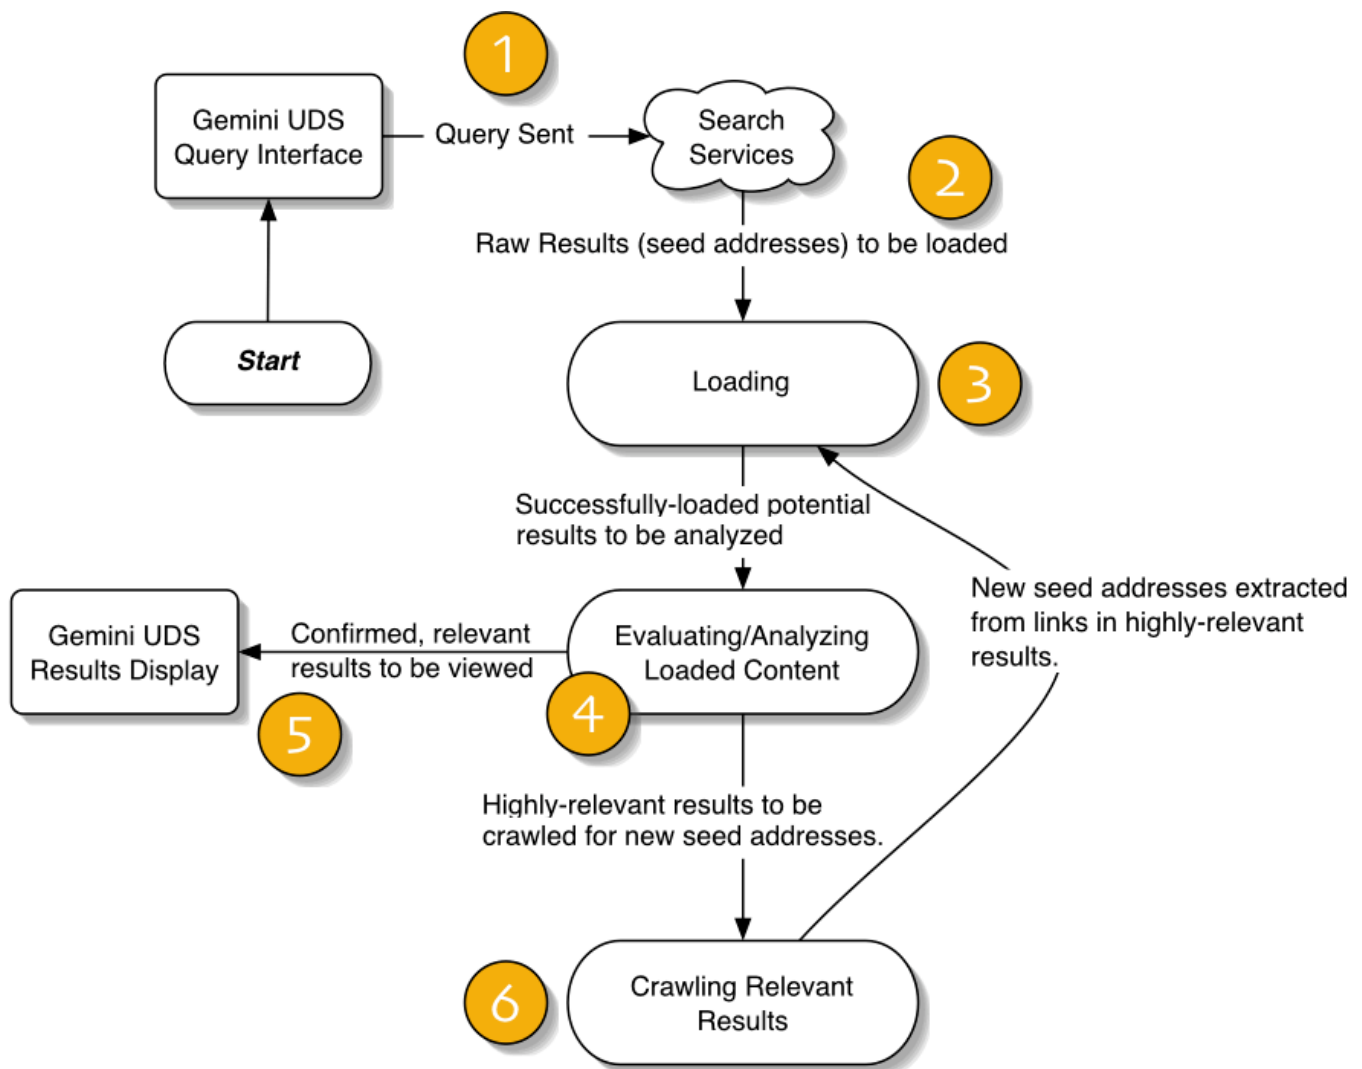 1
Gemini UDS
Query Interface
Query Sent
Search
Services
2
Raw Results (seed addresses) to be loaded
Start
Loading
3
Successfully-loaded potential
results to be analyzed
New seed addresses extracted
from links in highly-relevant
results.
Gemini UDS
Results Display
Confirmed, relevant
results to be viewed
Evaluating/Analyzing
Loaded Content
4
5
Highly-relevant results to be
crawled for new seed addresses.
6
Crawling Relevant
Results